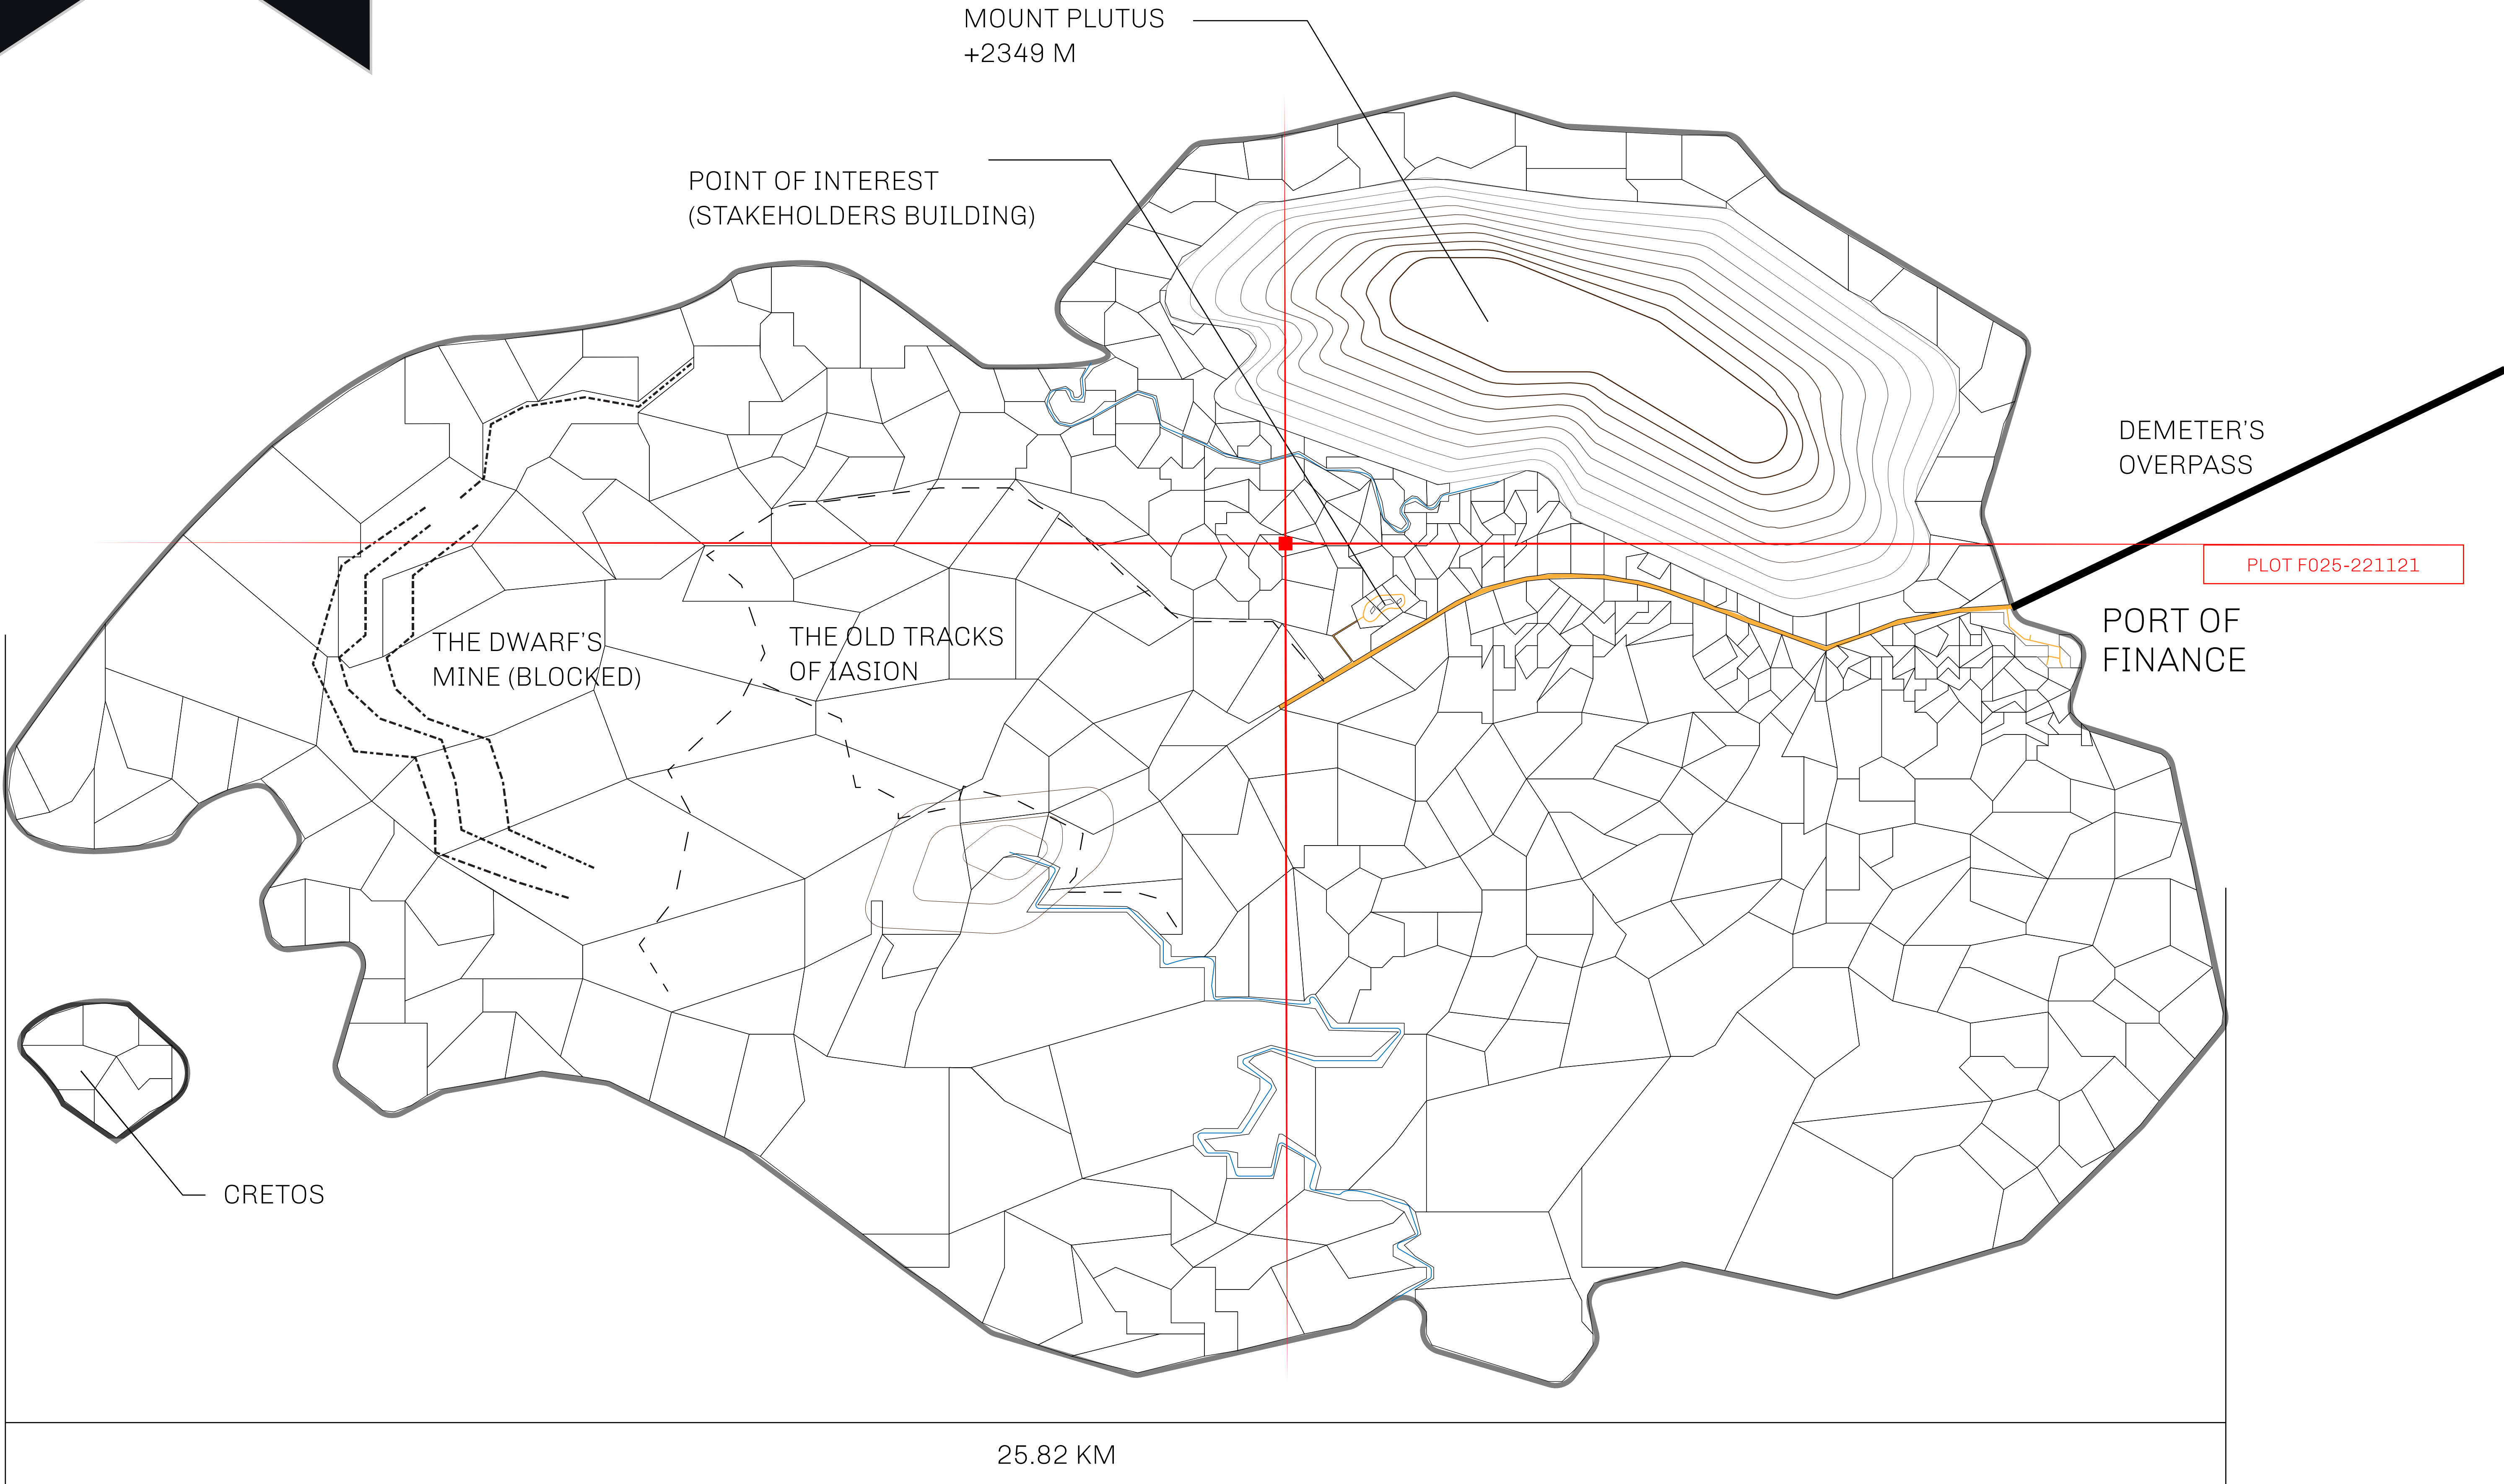 MOUNT PLUTUS
+2349 M
POINT OF INTEREST
(STAKEHOLDERS BUILDING)
DEMETER'S
OVERPASS
PLOT F025-221121
PORT OF
FINANCE
THE DWARF'S
MINE (BLOCKED)
THE OLD TRACKS
OF IASION
CRETOS
25.82 KM